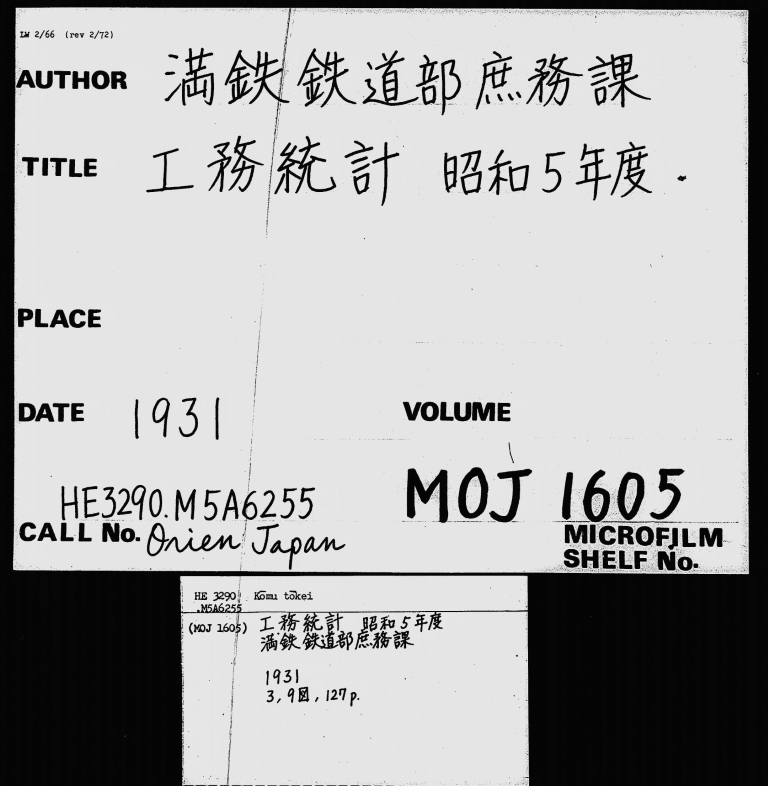 LW 2/66 (rev 2/72)
AUTHOR 満鉄鉄道部庶務課
TITLE 工務統計 昭和5年度.
PLACE
DATE 1931 VOLUME
HE3290.M5A6255 MOJ 1605
CALL No. Orien Japan MICROFILM
SHELF No.
HE 3290 Kōmu tōkei
.M5A6255
(MOJ 1605) 工務統計 昭和5年度
満鉄鉄道部庶務課
1931
3, 9図, 127p.